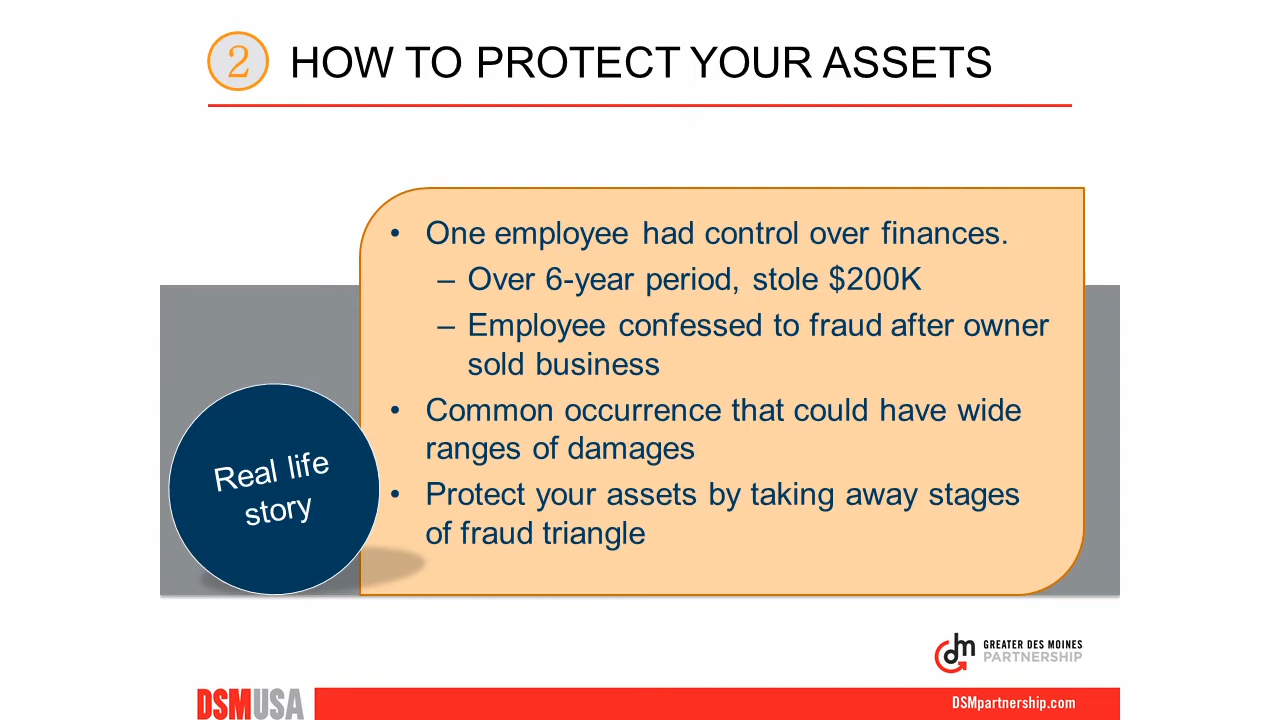 2 HOW TO PROTECT YOUR ASSETS
• One employee had control over finances.
– Over 6-year period, stole $200K
– Employee confessed to fraud after owner
sold business
• Common occurrence that could have wide
ranges of damages
• Protect your assets by taking away stages
of fraud triangle
Real life
story
dm
GREATER DES MOINES
PARTNERSHIP
DSMUSA
DSMpartnership.com